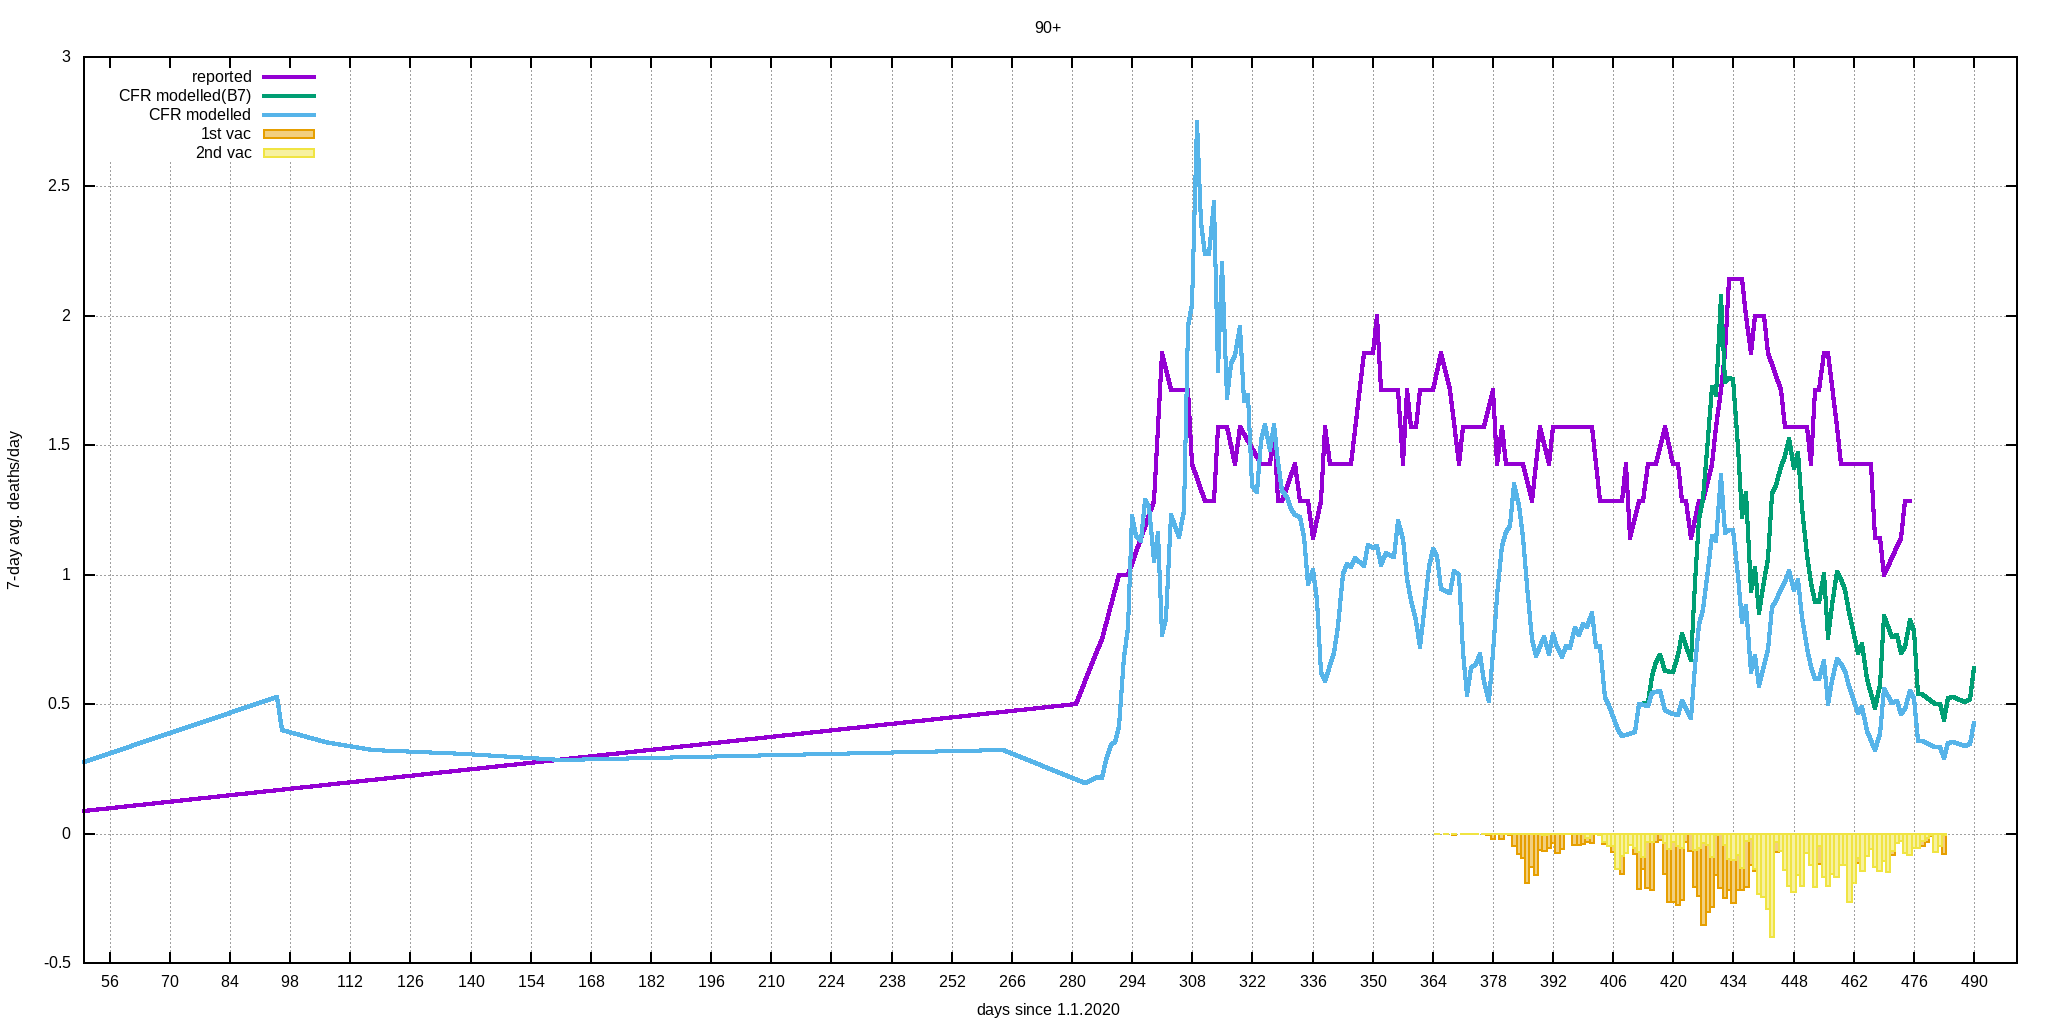 90+
3
2.5
2
1.5
1
0.5
0
-0.5
7-day avg. deaths/day
reported
CFR modelled(B7)
CFR modelled
1st vac
2nd vac
56 70 84 98 112 126 140 154 168 182 196 210 224 238 252 266 280 294 308 322 336 350 364 378 392 406 420 434 448 462 476 490
days since 1.1.2020